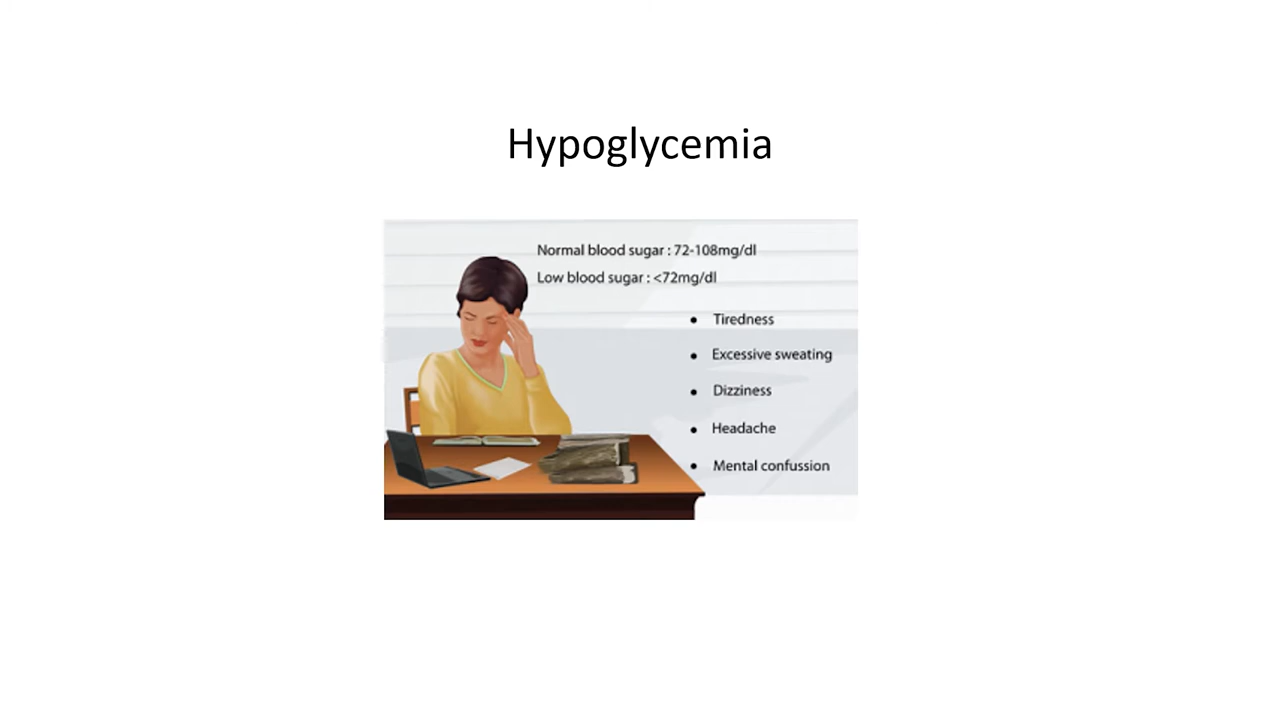 Hypoglycemia
Normal blood sugar : 72-108mg/dl
Low blood sugar : <72mg/dl
• Tiredness
• Excessive sweating
• Dizziness
• Headache
• Mental confussion